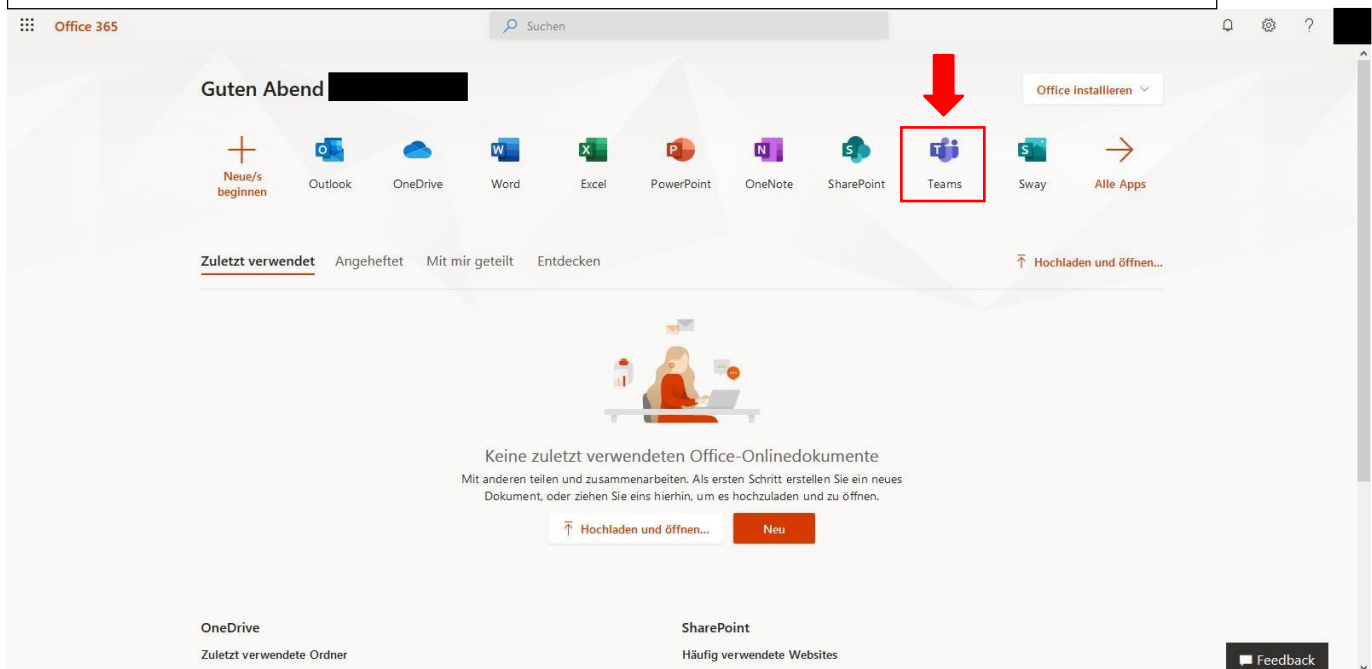 Office 365
Suchen
?
Guten Abend
Office installieren
Neue/s
beginnen
Outlook
OneDrive
Word
Excel
PowerPoint
OneNote
SharePoint
Teams
Sway
Alle Apps
Zuletzt verwendet Angeheftet Mit mir geteilt Entdecken
Hochladen und öffnen...
Keine zuletzt verwendeten Office-Onlinedokumente
Mit anderen teilen und zusammenarbeiten. Als ersten Schritt erstellen Sie ein neues
Dokument, oder ziehen Sie eins hierhin, um es hochzuladen und zu öffnen.
Hochladen und öffnen... Neu
OneDrive
SharePoint
Zuletzt verwendete Ordner
Häufig verwendete Websites
Feedback